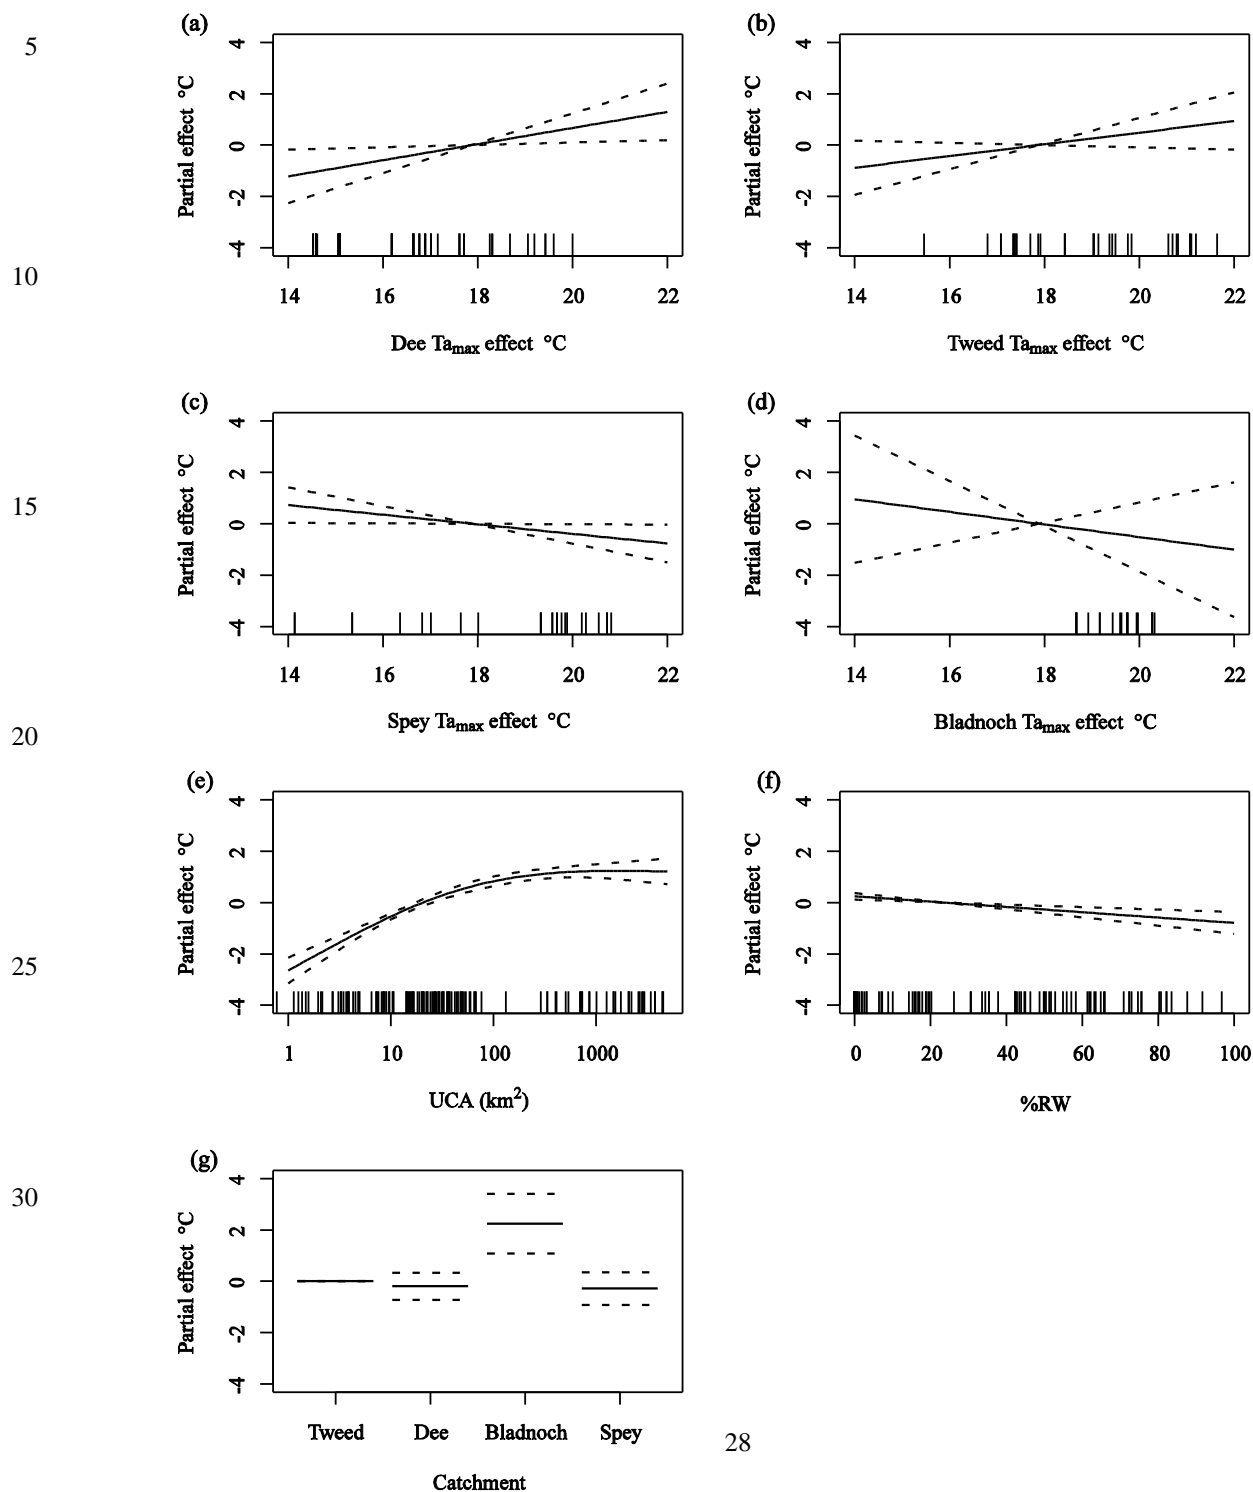 (a)
(b)
5
Partial effect °C
4
2
0
-2
-4
14 16 18 20 22
Dee Ta_max effect °C
Partial effect °C
4
2
0
-2
-4
14 16 18 20 22
Tweed Ta_max effect °C
10
(c)
(d)
Partial effect °C
4
2
0
-2
-4
14 16 18 20 22
Spey Ta_max effect °C
Partial effect °C
4
2
0
-2
-4
14 16 18 20 22
Bladnoch Ta_max effect °C
15
20
(e)
(f)
Partial effect °C
4
2
0
-2
-4
1 10 100 1000
UCA (km²)
Partial effect °C
4
2
0
-2
-4
0 20 40 60 80 100
%RW
25
(g)
30
Partial effect °C
4
2
0
-2
-4
Tweed Dee Bladnoch Spey
Catchment
28